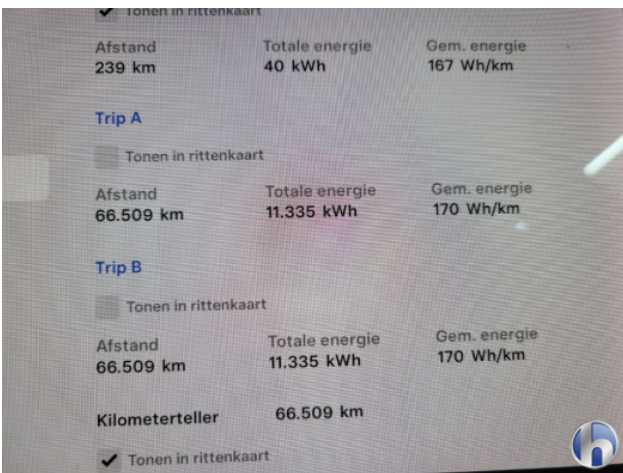 Tonen in rittenkaart
Afstand Totale energie Gem. energie
239 km 40 kWh 167 Wh/km
Trip A
Tonen in rittenkaart
Afstand Totale energie Gem. energie
66.509 km 11.335 kWh 170 Wh/km
Trip B
Tonen in rittenkaart
Afstand Totale energie Gem. energie
66.509 km 11.335 kWh 170 Wh/km
Kilometerteller 66.509 km
Tonen in rittenkaart
h